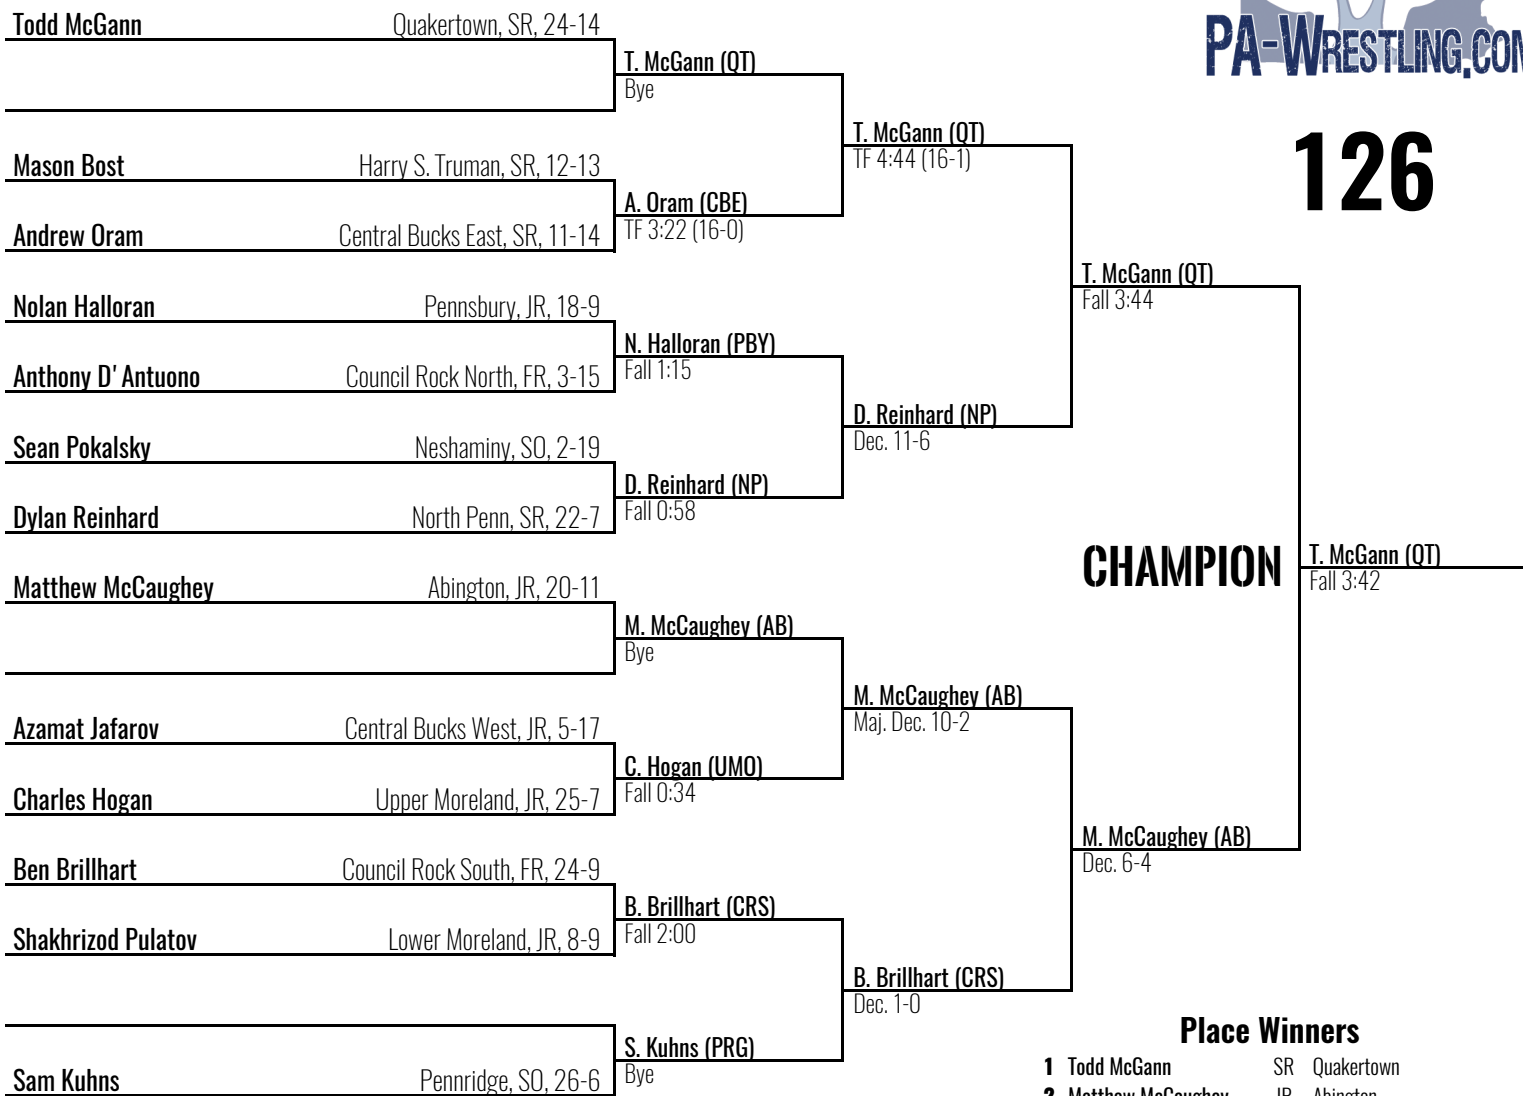 PA-WRESTLING.COM
126
Todd McGann Quakertown, SR, 24-14
T. McGann (QT)
Bye
Mason Bost Harry S. Truman, SR, 12-13
Andrew Oram Central Bucks East, SR, 11-14
A. Oram (CBE)
TF 3:22 (16-0)
T. McGann (QT)
TF 4:44 (16-1)
Nolan Halloran Pennsbury, JR, 18-9
Anthony D'Antuono Council Rock North, FR, 3-15
N. Halloran (PBY)
Fall 1:15
Sean Pokalsky Neshaminy, SO, 2-19
Dylan Reinhard North Penn, SR, 22-7
D. Reinhard (NP)
Fall 0:58
D. Reinhard (NP)
Dec. 11-6
T. McGann (QT)
Fall 3:44
Matthew McCaughey Abington, JR, 20-11
M. McCaughey (AB)
Bye
Azamat Jafarov Central Bucks West, JR, 5-17
Charles Hogan Upper Moreland, JR, 25-7
C. Hogan (UMO)
Fall 0:34
M. McCaughey (AB)
Maj. Dec. 10-2
Ben Brillhart Council Rock South, FR, 24-9
Shakhrizod Pulatov Lower Moreland, JR, 8-9
B. Brillhart (CRS)
Fall 2:00
Sam Kuhns Pennridge, SO, 26-6
S. Kuhns (PRG)
Bye
B. Brillhart (CRS)
Dec. 1-0
M. McCaughey (AB)
Dec. 6-4
CHAMPION
T. McGann (QT)
Fall 3:42
Place Winners
1 Todd McGann SR Quakertown
2 Matthew McCaughey JR Abington